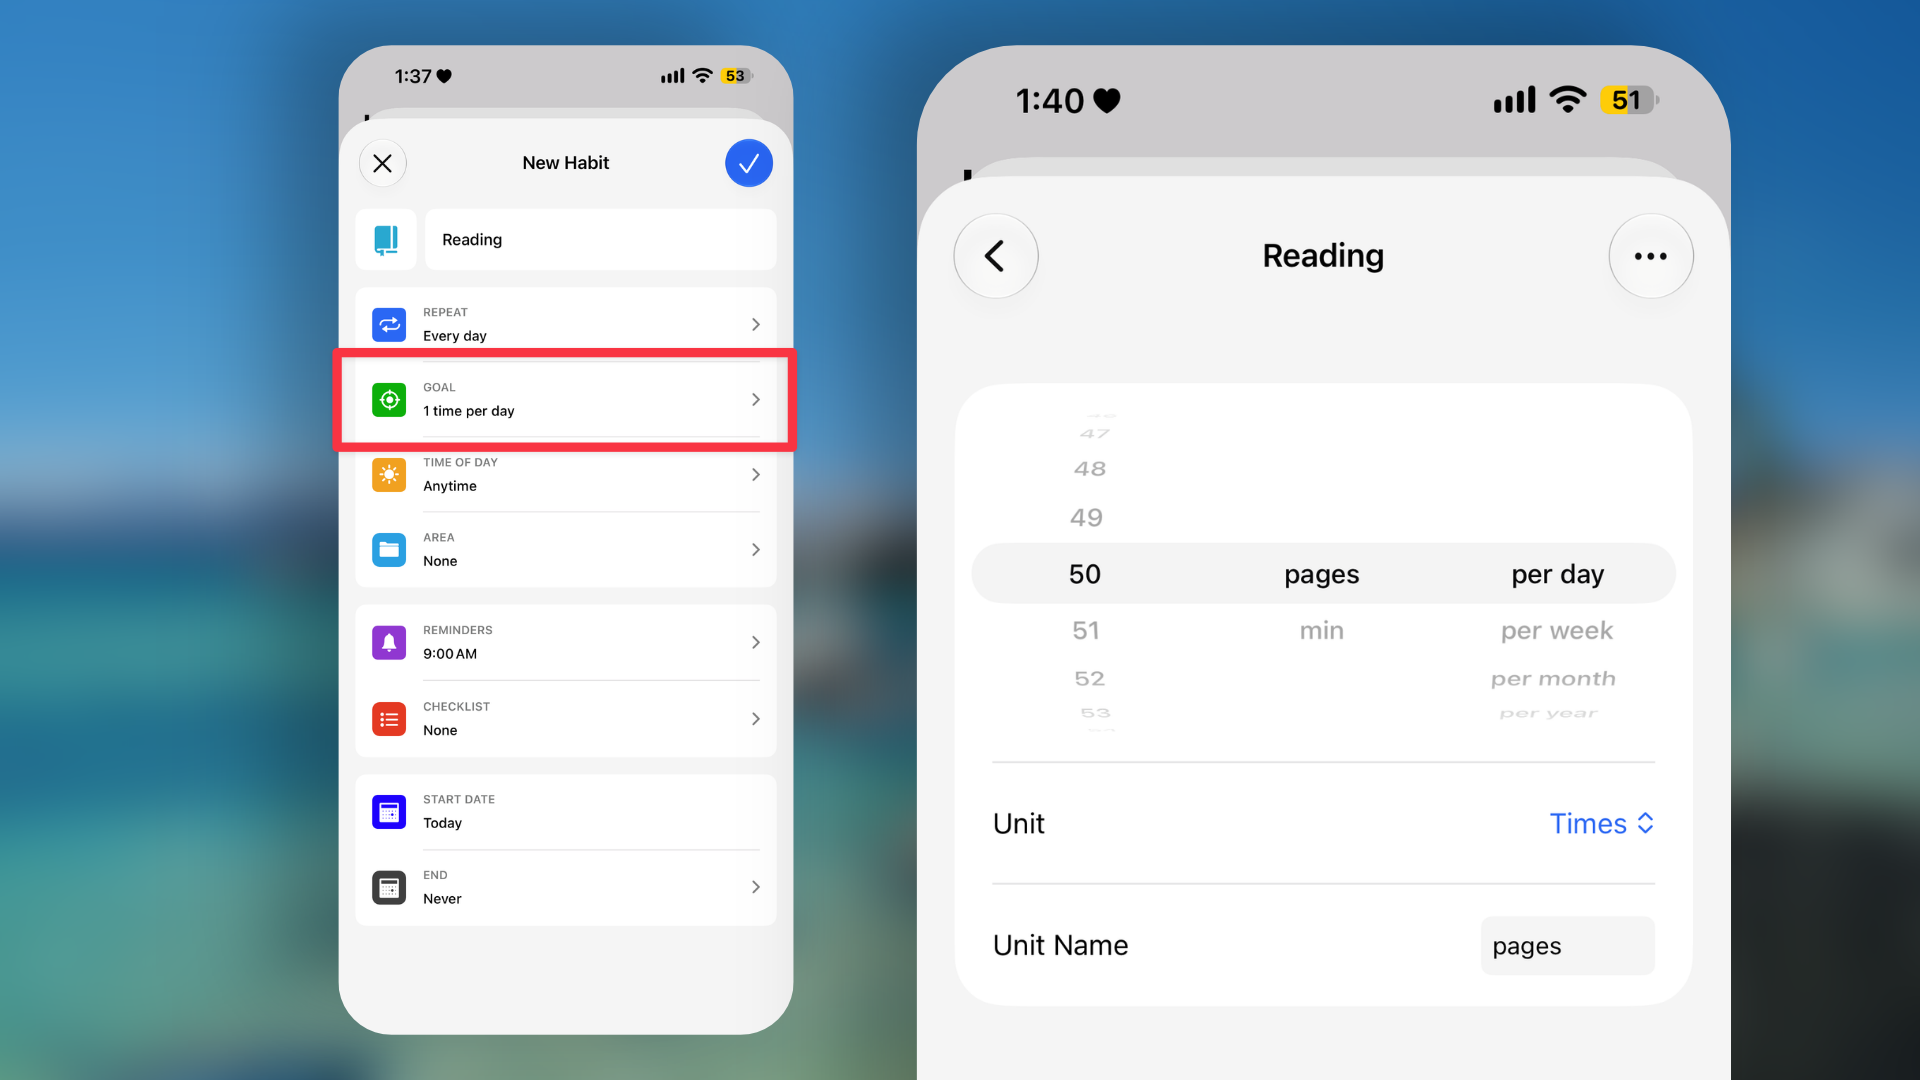 1:37
53
New Habit
Reading
REPEAT
Every day
GOAL
1 time per day
TIME OF DAY
Anytime
AREA
None
REMINDERS
9:00 AM
CHECKLIST
None
START DATE
Today
END
Never
1:40
51
Reading
47
48
49
50 pages per day
51 min per week
52 per month
53 per year
Unit Times
Unit Name pages